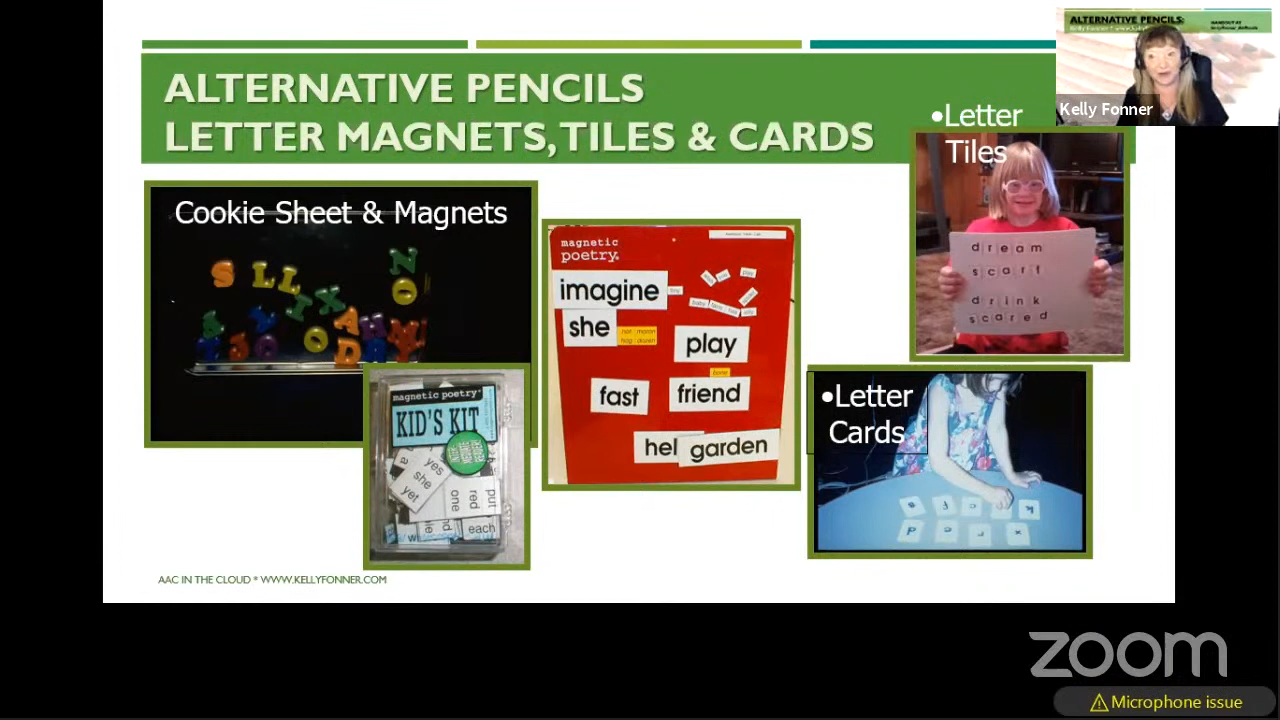 ALTERNATIVE PENCILS:
Kelly Fonner
ALTERNATIVE PENCILS
LETTER MAGNETS, TILES & CARDS
•Letter
Tiles
Cookie Sheet & Magnets
S L L I X
N
O
magnetic
poetry.
imagine
she
play
fast
friend
hel garden
dream
scarf
drink
scared
magnetic poetry
KID'S KIT
yes
she
yet
a
one
red
put
each
•Letter
Cards
AAC IN THE CLOUD * WWW.KELLYFONNER.COM
zoom
Microphone issue